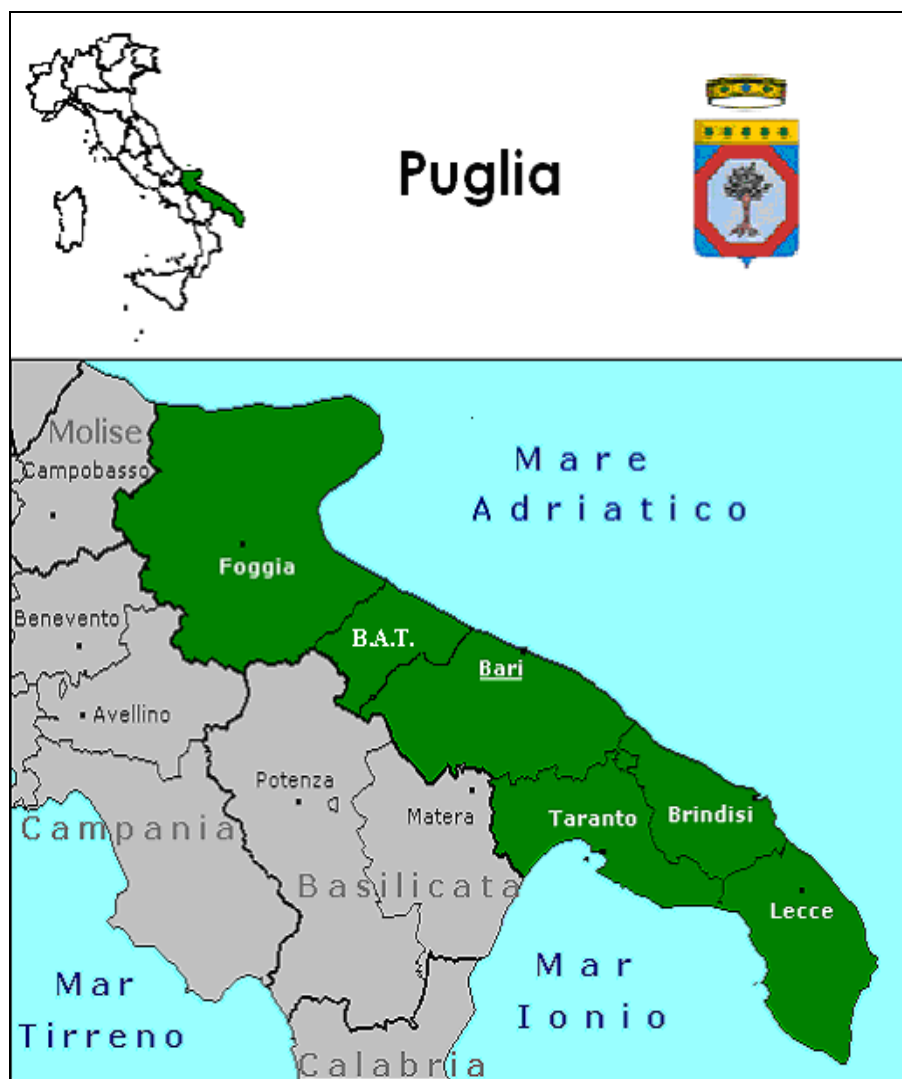 Puglia
Molise
Campobasso
Mare
Adriatico
Foggia
Benevento
B.A.T.
Bari
Avellino
Potenza
Matera
Taranto
Brindisi
Campania
Basilicata
Lecce
Mar
Ionio
Mar
Tirreno
Calabria